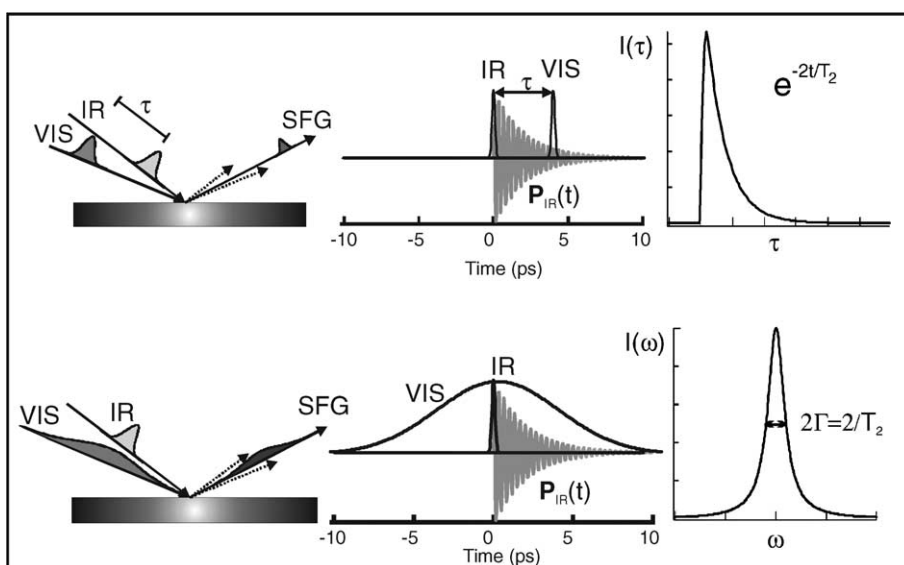 VIS
IR
τ
SFG
IR
VIS
τ
P_IR(t)
-10 -5 0 5 10
Time (ps)
I(τ)
e^-2t/T_2
τ
VIS
IR
SFG
VIS
IR
P_IR(t)
-10 -5 0 5 10
Time (ps)
I(ω)
2Γ=2/T_2
ω